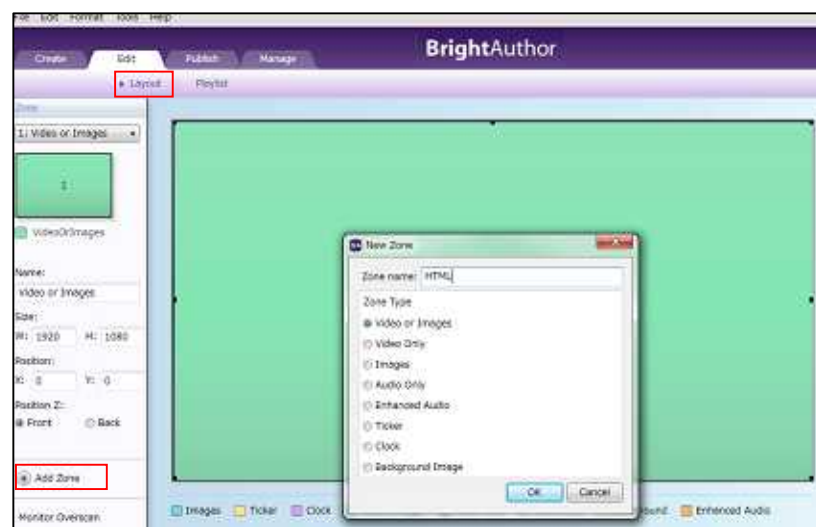 File Edit Format Tools Help
BrightAuthor
Create Edit Publish Manage
Layout Playlist
Zone
1: Video or Images
1
VideoOrImages
Name:
Video or Images
Size:
W: 1920 H: 1080
Position:
X: 0 Y: 0
Position Z:
Front Back
Add Zone
Monitor Overscan
New Zone
Zone name: HTML
Zone Type
Video or Images
Video Only
Images
Audio Only
Enhanced Audio
Ticker
Clock
Background Image
OK Cancel
Images Ticker Clock Enhanced Audio